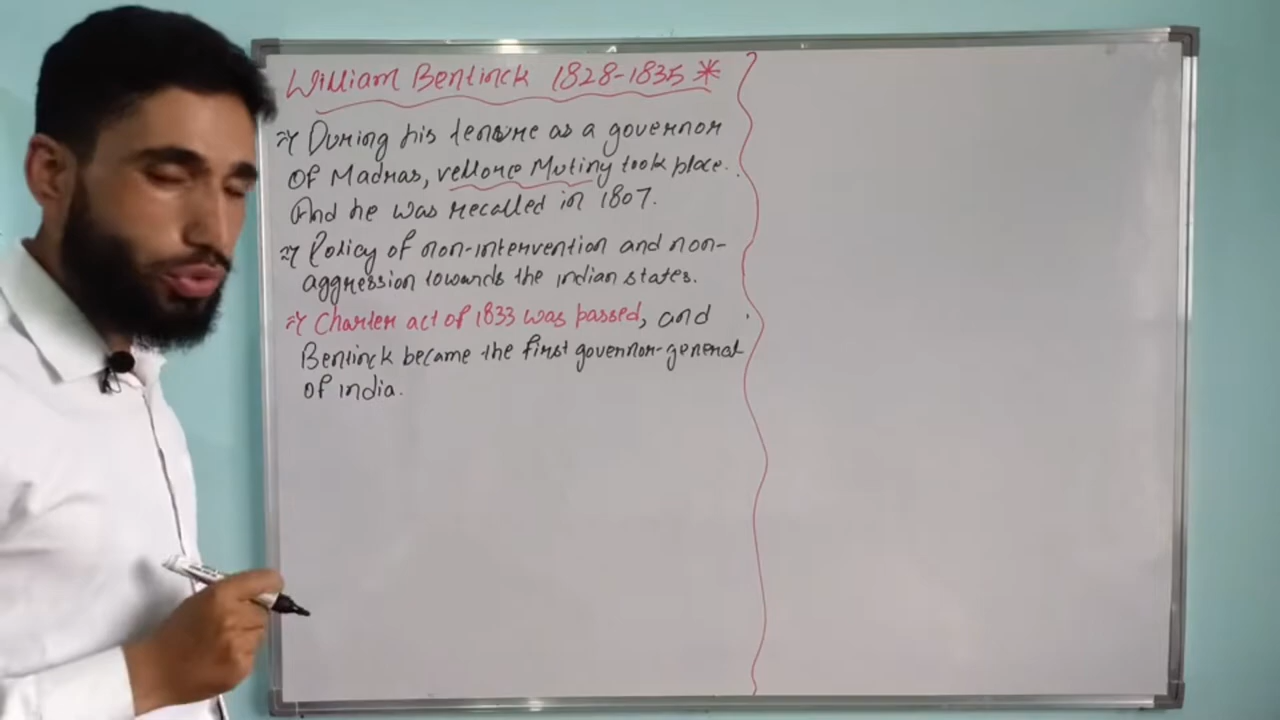 William Bentinck 1828-1835 *
⇒ During his tenure as a governor
of Madras, vellore Mutiny took place.
And he was recalled in 1807.
⇒ Policy of non-intervention and non-
aggression towards the indian states.
⇒ Charter act of 1833 was passed, and
Bentinck became the first governor-general
of india.